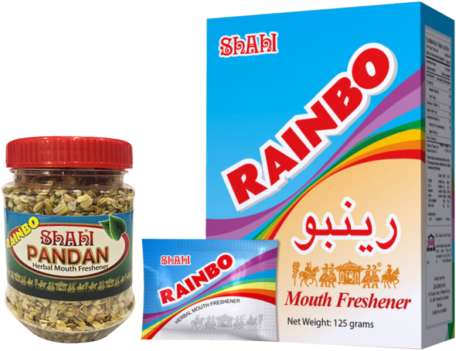 SHAHI
RAINBO
رينبو
Mouth Freshener
Net Weight: 125 grams
RAINBO
SHAHI
PANDAN
Herbal Mouth Freshener
SHAHI
RAINBO
HERBAL MOUTH FRESHENER